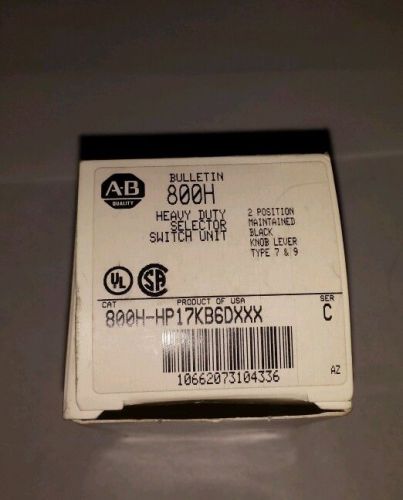 A-B
QUALITY
BULLETIN
800H
HEAVY DUTY
SELECTOR
SWITCH UNIT
2 POSITION
MAINTAINED
BLACK
KNOB LEVER
TYPE 7 & 9
UL
SA
CAT
PRODUCT OF USA
SER
800H-HP17KB6DXXX
C
10662073104336
AZ